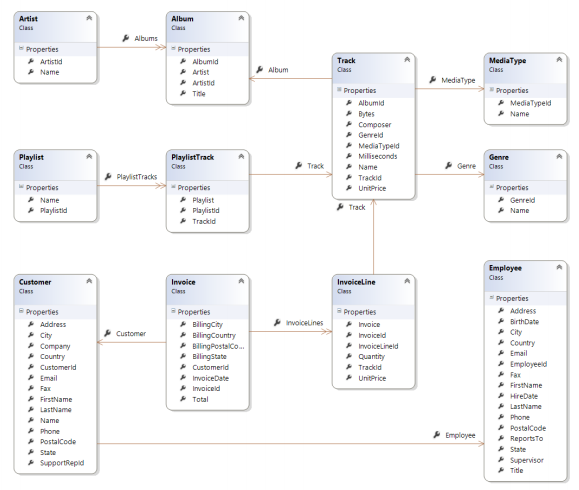 Artist
Class
Properties
ArtistId
Name
Albums
Album
Class
Properties
AlbumId
Artist
ArtistId
Title
Album
Track
Class
Properties
AlbumId
Bytes
Composer
GenreId
MediaTypeId
Milliseconds
Name
TrackId
UnitPrice
MediaType
MediaType
Class
Properties
MediaTypeId
Name
Playlist
Class
Properties
Name
PlaylistId
PlaylistTracks
PlaylistTrack
Class
Properties
Playlist
PlaylistId
TrackId
Track
Genre
Genre
Class
Properties
GenreId
Name
Track
Customer
Class
Properties
Address
City
Company
Country
CustomerId
Email
Fax
FirstName
LastName
Name
Phone
PostalCode
State
SupportRepId
Customer
Invoice
Class
Properties
BillingCity
BillingCountry
BillingPostalCo...
BillingState
CustomerId
InvoiceDate
InvoiceId
Total
InvoiceLines
InvoiceLine
Class
Properties
Invoice
InvoiceId
InvoiceLineId
Quantity
TrackId
UnitPrice
Employee
Employee
Class
Properties
Address
BirthDate
City
Country
Email
EmployeeId
Fax
FirstName
HireDate
LastName
Phone
PostalCode
ReportsTo
State
Supervisor
Title